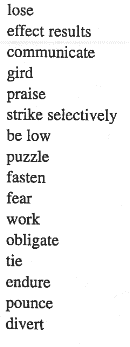 lose
effect results
communicate
gird
praise
strike selectively
be low
puzzle
fasten
fear
work
obligate
tie
endure
pounce
divert